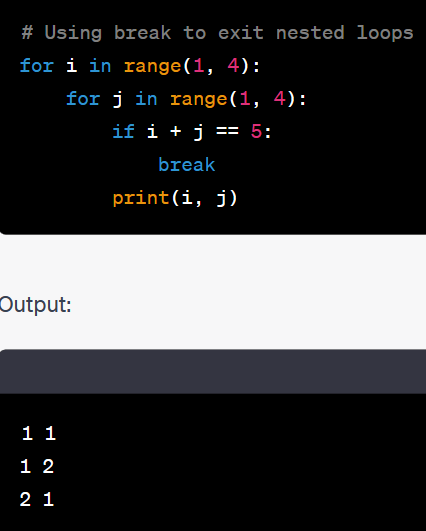 # Using break to exit nested loops
for i in range(1, 4):
    for j in range(1, 4):
        if i + j == 5:
            break
        print(i, j)
Output:
1 1
1 2
2 1